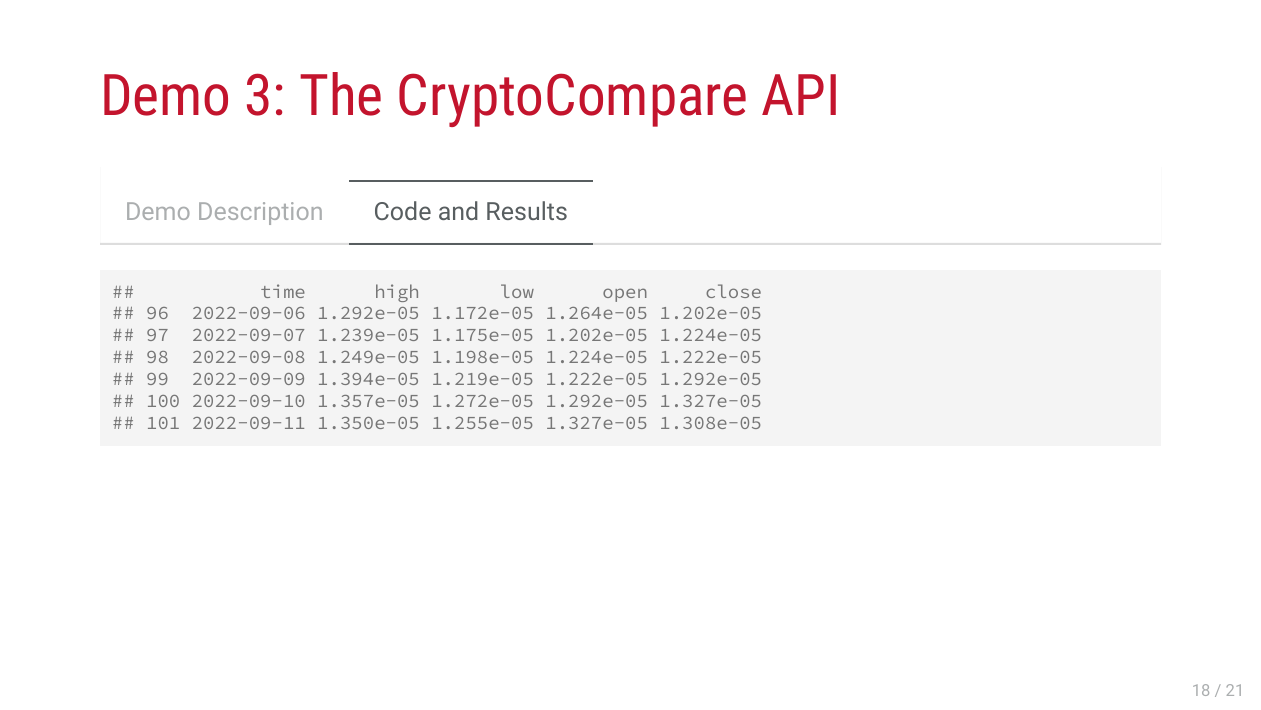 Demo 3: The CryptoCompare API
Demo Description
Code and Results
##           time      high       low      open     close
## 96  2022-09-06 1.292e-05 1.172e-05 1.264e-05 1.202e-05
## 97  2022-09-07 1.239e-05 1.175e-05 1.202e-05 1.224e-05
## 98  2022-09-08 1.249e-05 1.198e-05 1.224e-05 1.222e-05
## 99  2022-09-09 1.394e-05 1.219e-05 1.222e-05 1.292e-05
## 100 2022-09-10 1.357e-05 1.272e-05 1.292e-05 1.327e-05
## 101 2022-09-11 1.350e-05 1.255e-05 1.327e-05 1.308e-05
18 / 21